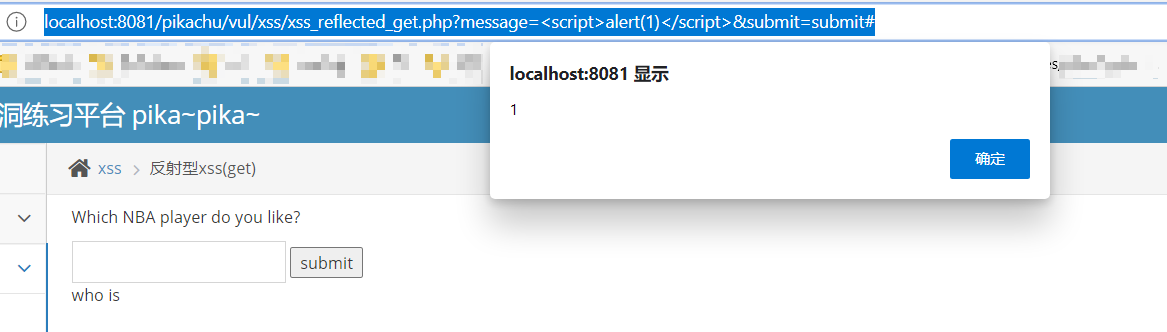 localhost:8081/pikachu/vul/xss/xss_reflected_get.php?message=<script>alert(1)</script>&submit=submit#
localhost:8081 显示
1
确定
洞练习平台 pika~pika~
xss
反射型xss(get)
Which NBA player do you like?
submit
who is